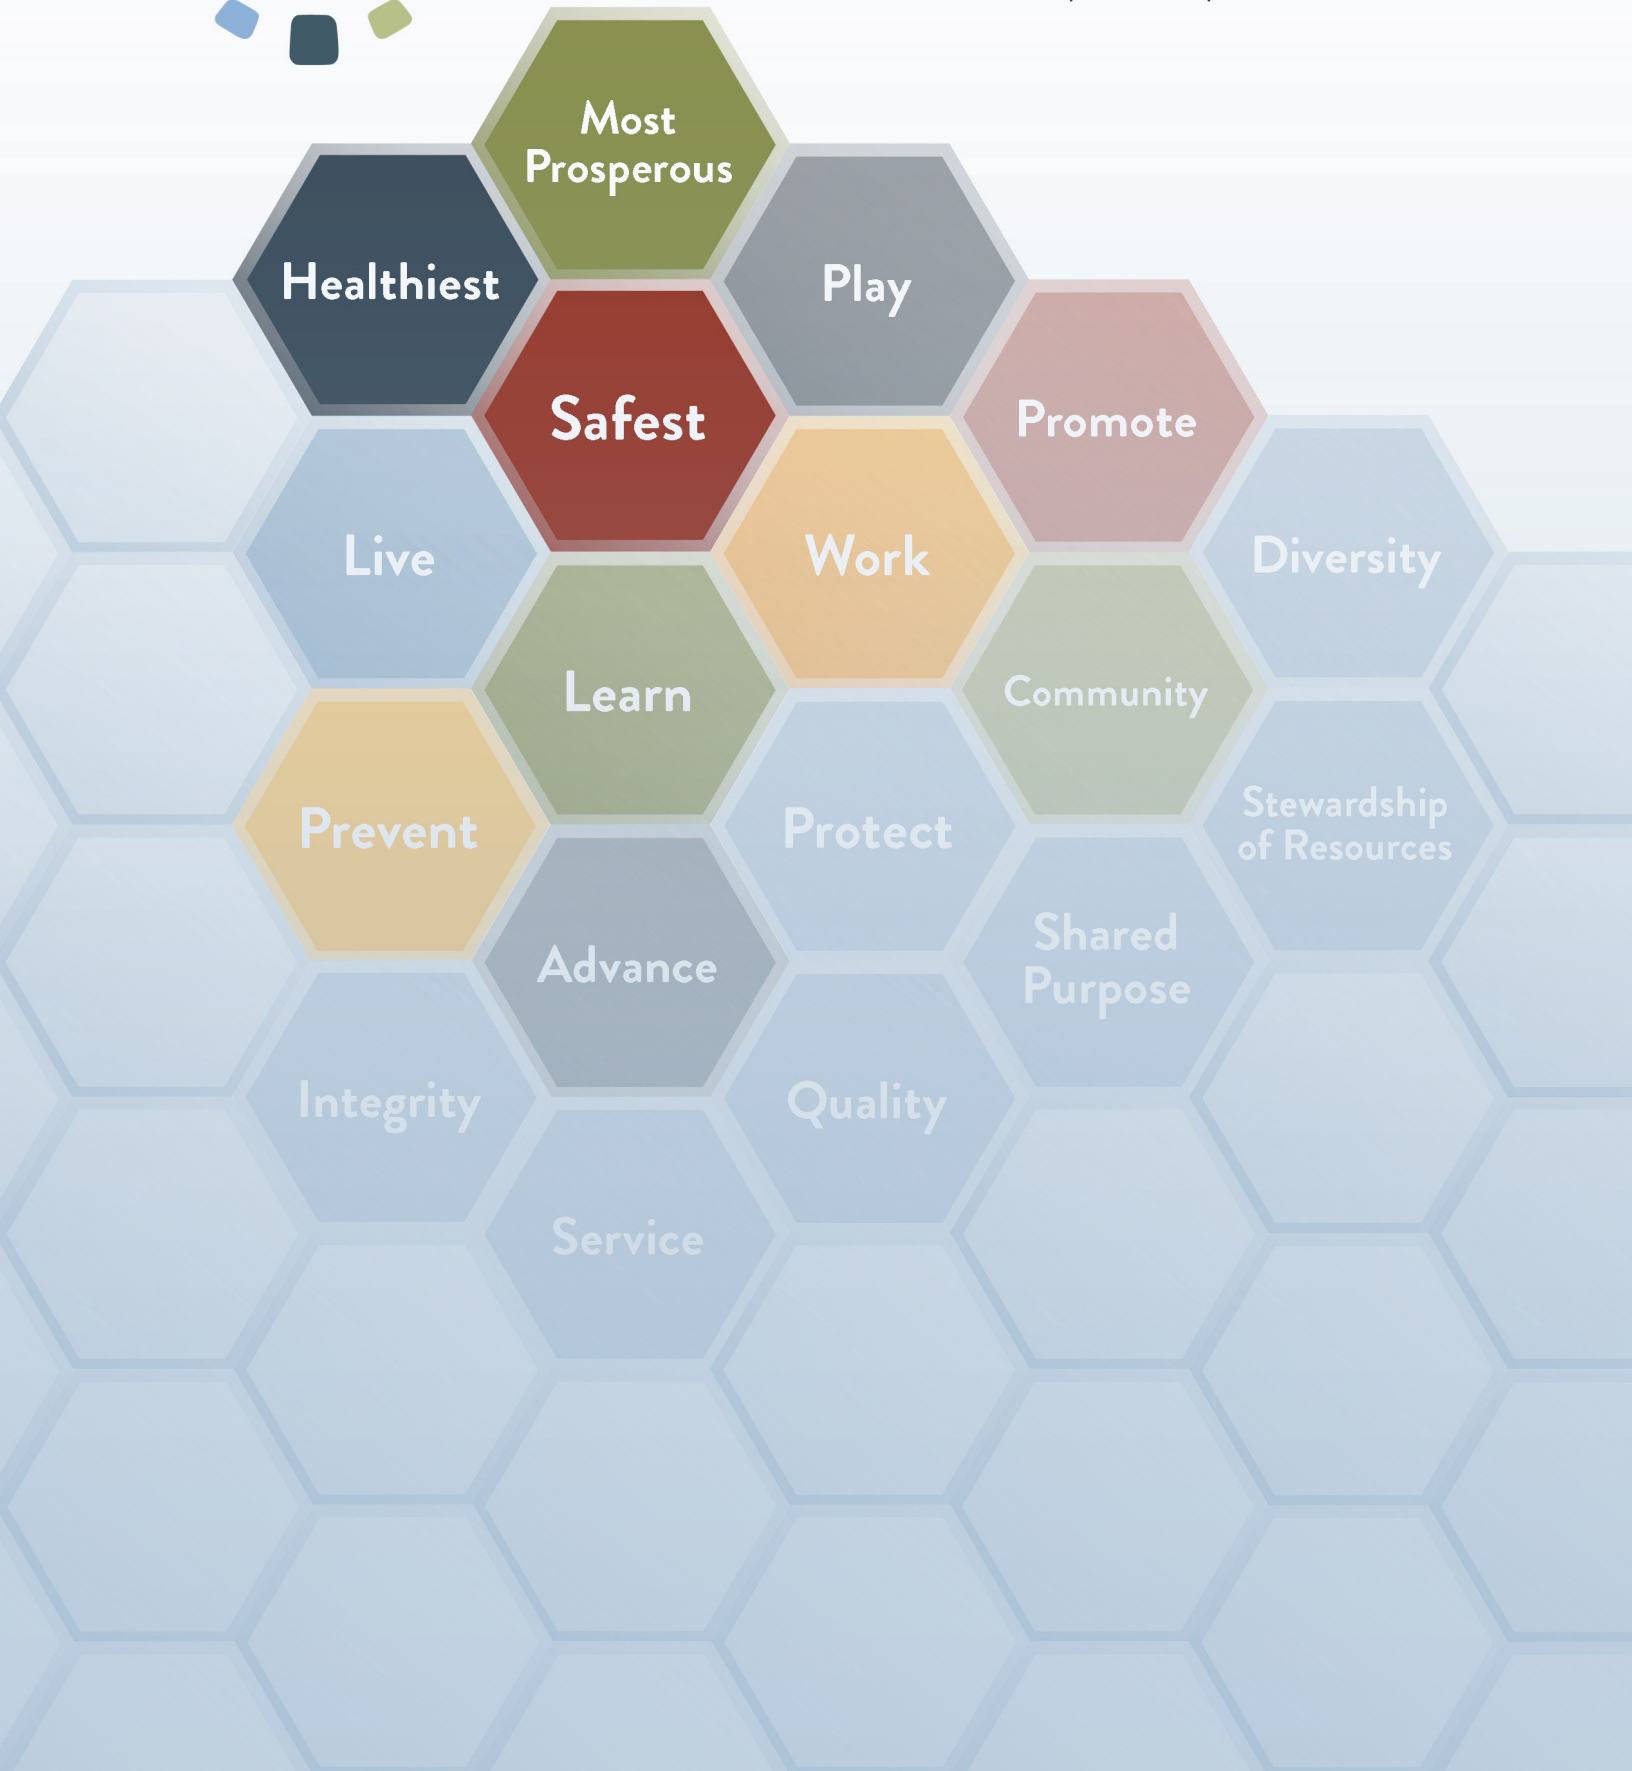 Most
Prosperous
Healthiest
Play
Safest
Promote
Live
Work
Diversity
Learn
Community
Prevent
Protect
Stewardship
of Resources
Advance
Shared
Purpose
Integrity
Quality
Service